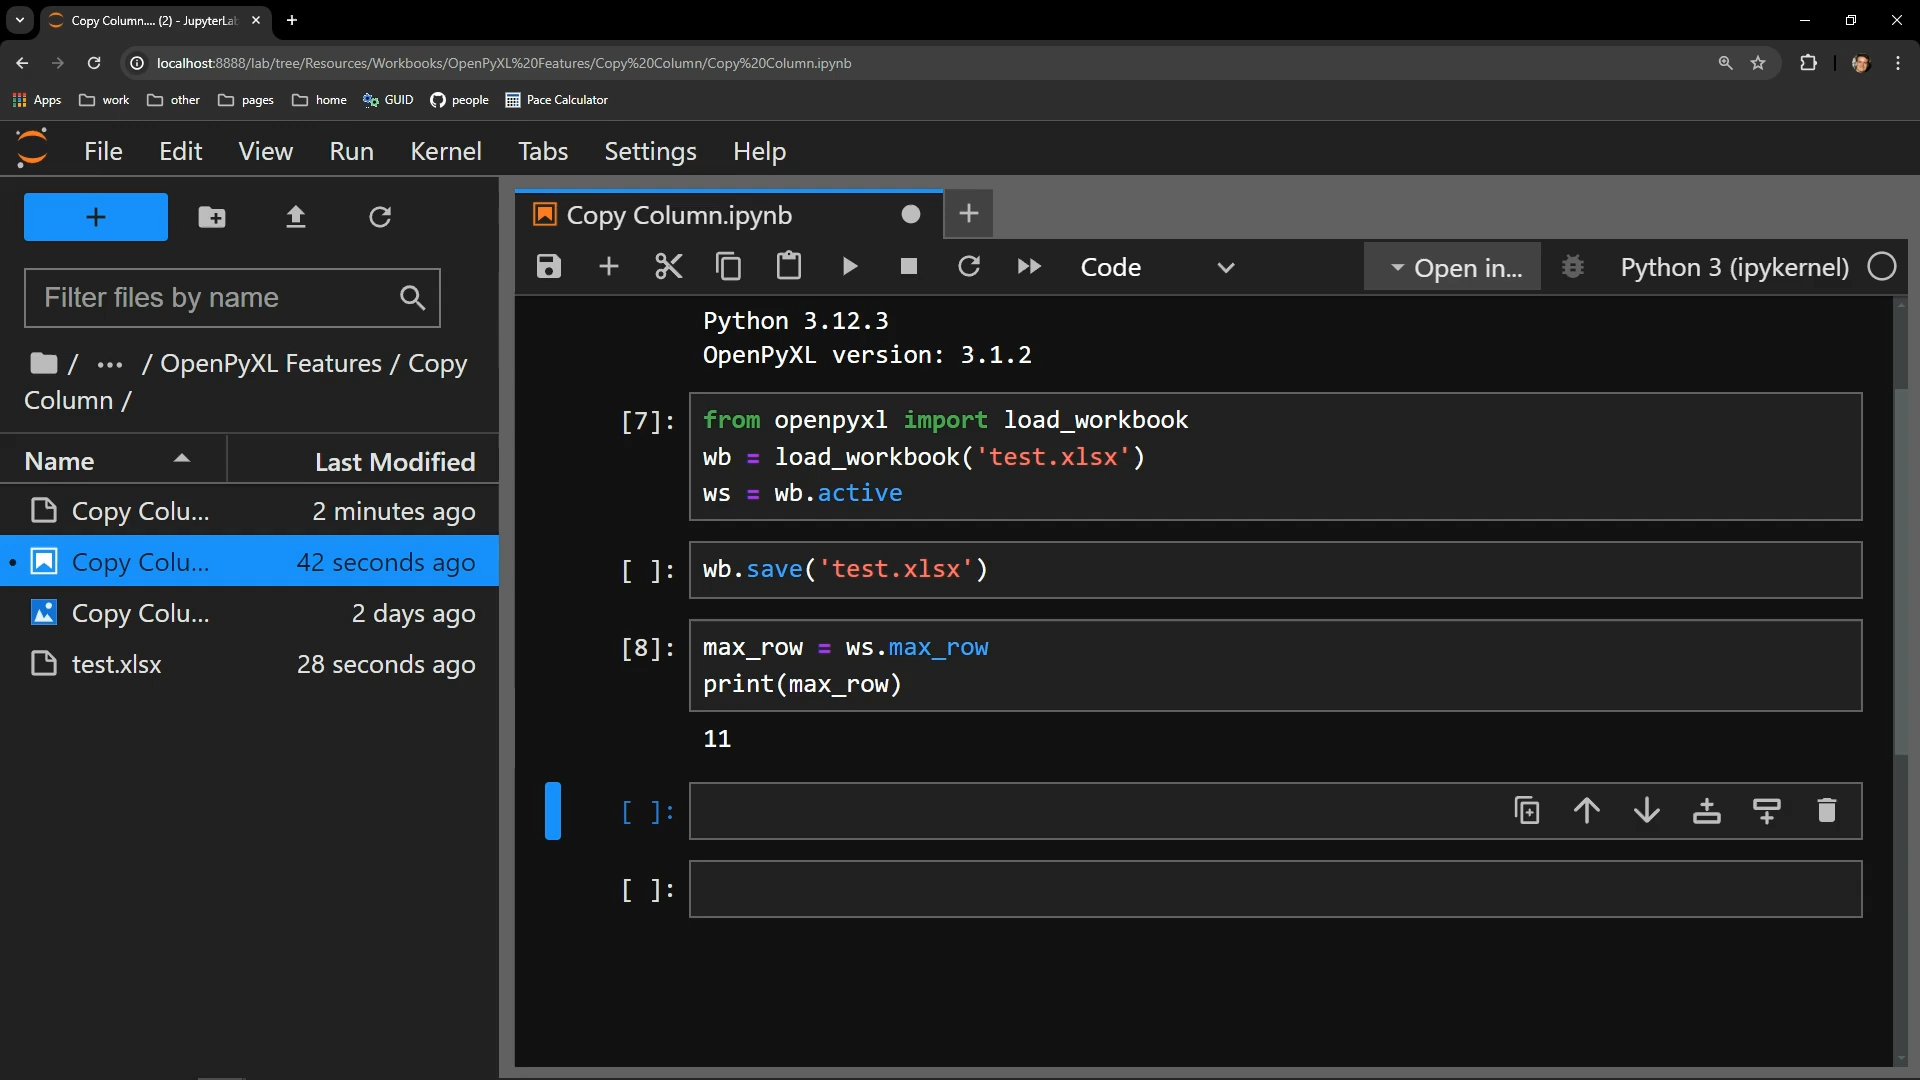 Copy Column.... (2) - JupyterLa
localhost:8888/lab/tree/Resources/Workbooks/OpenPyXL%20Features/Copy%20Column/Copy%20Column.ipynb
Apps work other pages home GUID people Pace Calculator
File Edit View Run Kernel Tabs Settings Help
Filter files by name
/ ... / OpenPyXL Features / Copy
Column /
Name Last Modified
Copy Colu... 2 minutes ago
Copy Colu... 42 seconds ago
Copy Colu... 2 days ago
test.xlsx 28 seconds ago
Copy Column.ipynb
Code Open in... Python 3 (ipykernel)
Python 3.12.3
OpenPyXL version: 3.1.2
[7]: from openpyxl import load_workbook
wb = load_workbook('test.xlsx')
ws = wb.active
[ ]: wb.save('test.xlsx')
[8]: max_row = ws.max_row
print(max_row)
11
[ ]:
[ ]: